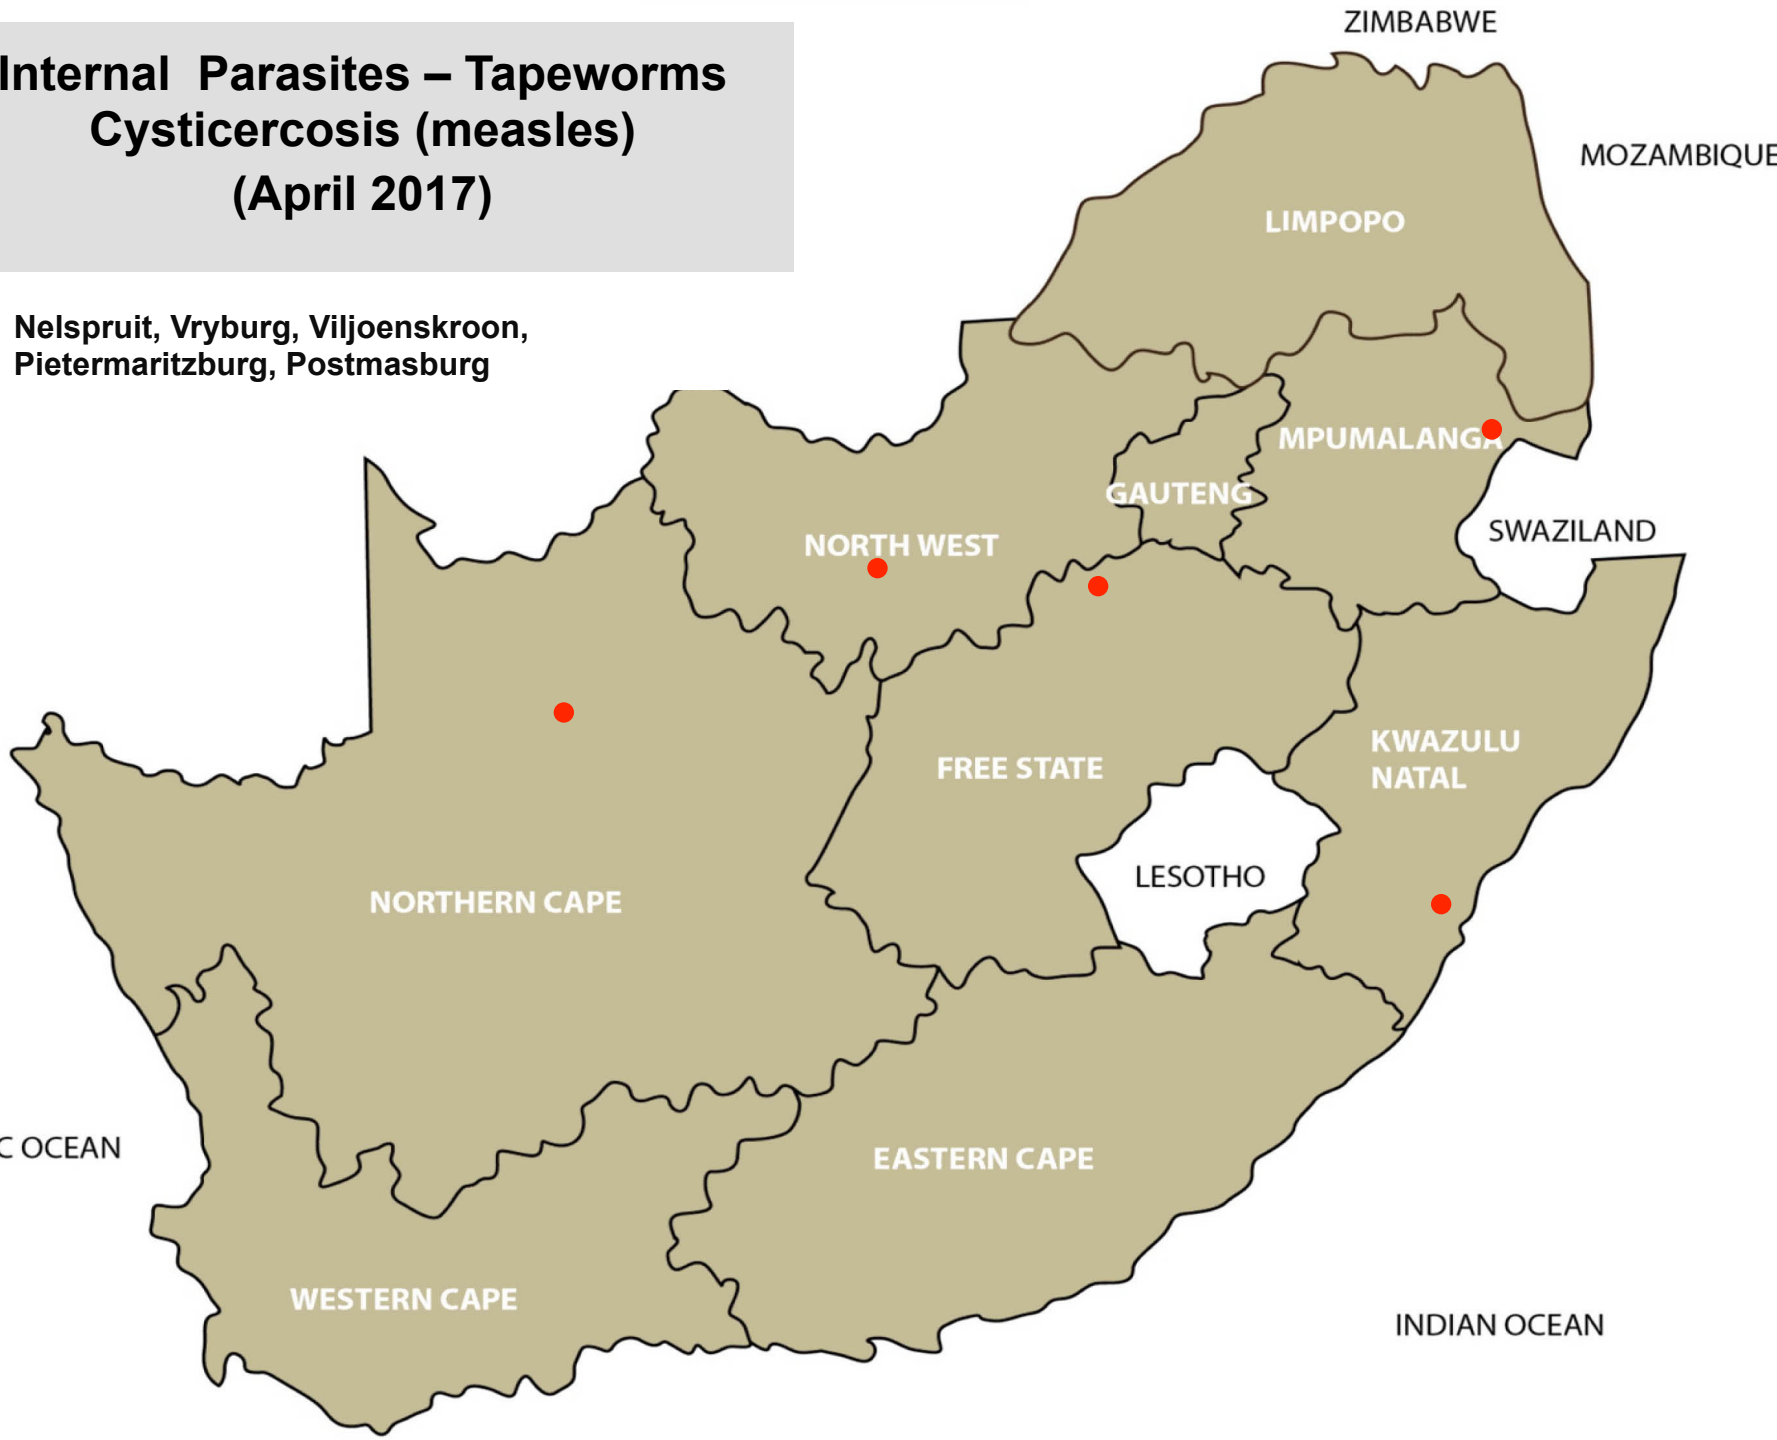 Internal Parasites – Tapeworms
Cysticercosis (measles)
(April 2017)
Nelspruit, Vryburg, Viljoenskroon,
Pietermaritzburg, Postmasburg
ZIMBABWE
MOZAMBIQUE
LIMPOPO
MPUMALANGA
GAUTENG
SWAZILAND
NORTH WEST
KWAZULU
NATAL
FREE STATE
LESOTHO
NORTHERN CAPE
C OCEAN
EASTERN CAPE
WESTERN CAPE
INDIAN OCEAN